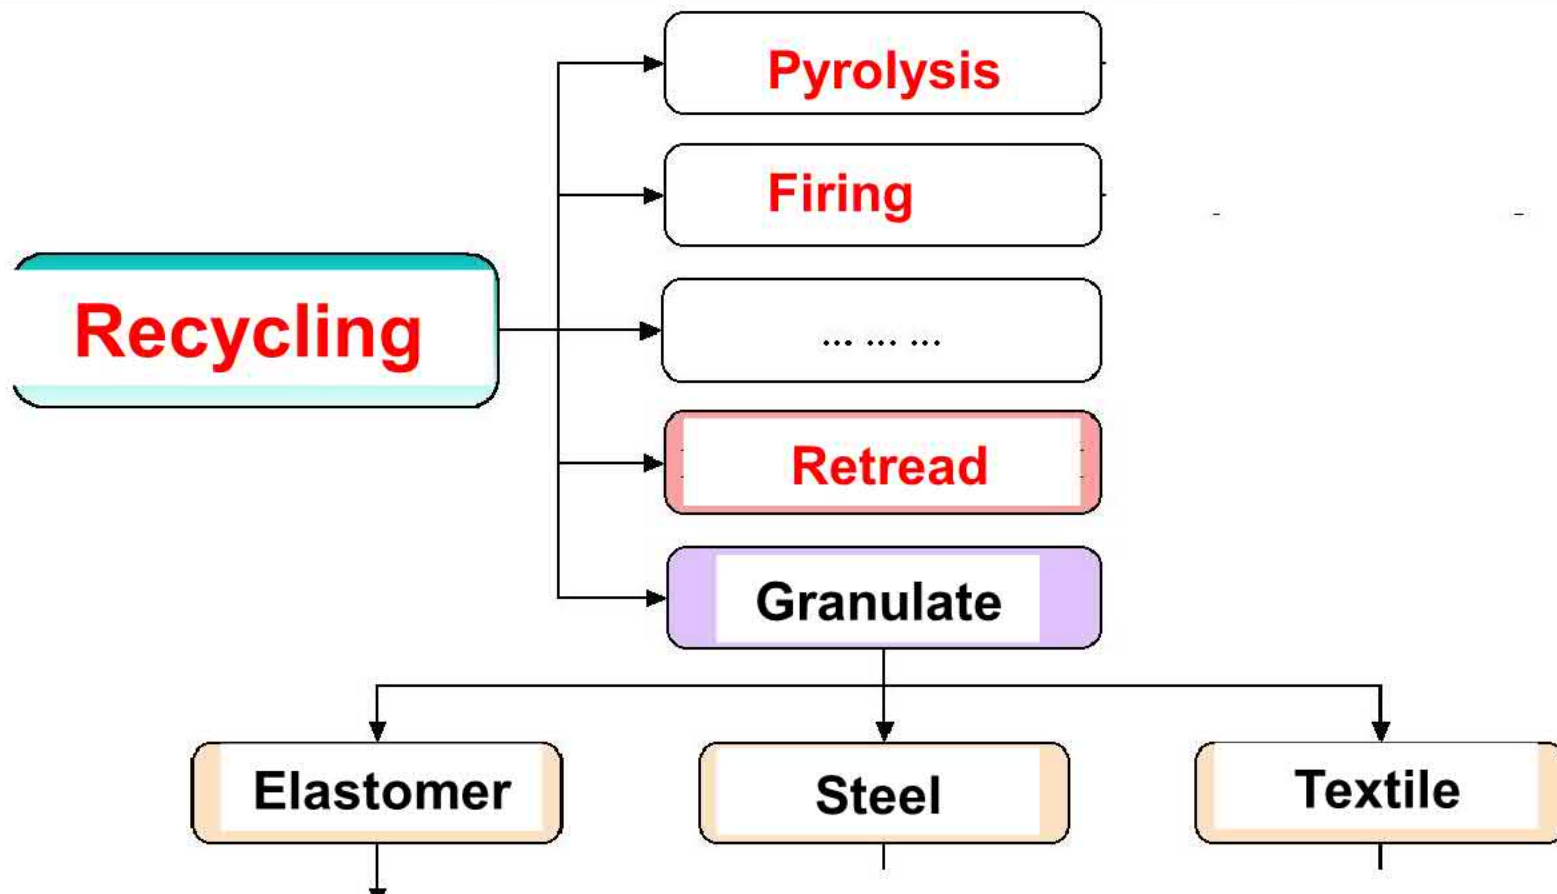 Pyrolysis
Firing
Recycling
... ... ...
Retread
Granulate
Elastomer
Steel
Textile